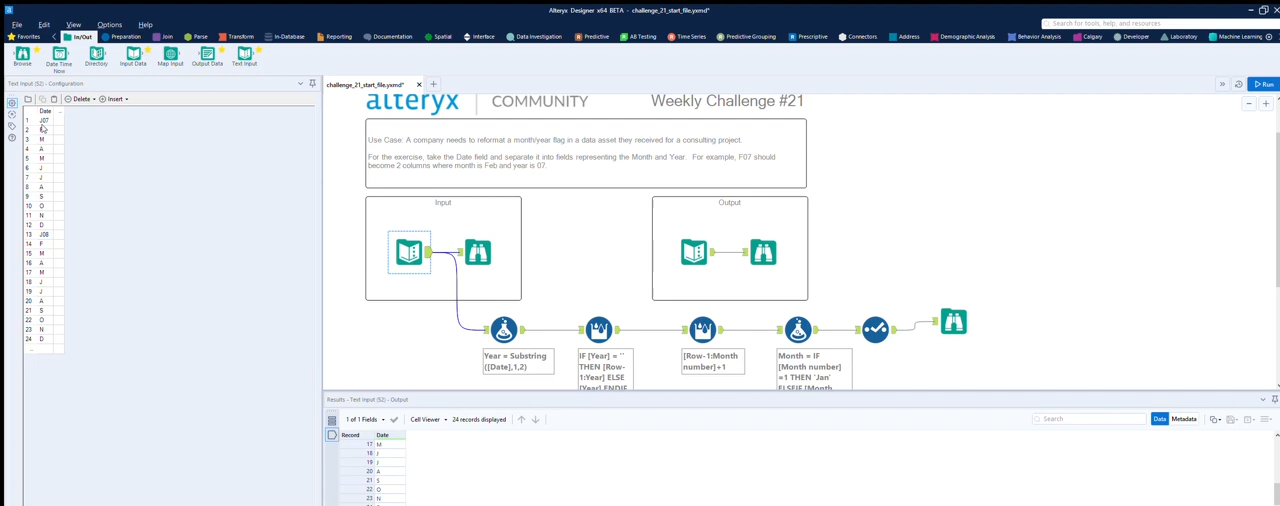 Alteryx Designer x64 BETA - challenge_21_start_file.yxmd*
File Edit View Options Help
Search for tools, help, and resources
Favorites In/Out Preparation Join Parse Transform In-Database Reporting Documentation Spatial Interface Data Investigation Predictive AB Testing Time Series Predictive Grouping Prescriptive Connectors Address Demographic Analysis Behavior Analysis Calgary Developer Laboratory Machine Learning
Browse Date Time Now Directory Input Data Map Input Output Data Text Input
Text Input (52) - Configuration
Delete Insert
Date
1 J07
2
3 M
4 A
5 M
6 J
7 J
8 A
9 S
10 O
11 N
12 D
13 J08
14 F
15 M
16 A
17 M
18 J
19 J
20 A
21 S
22 O
23 N
24 D
challenge_21_start_file.yxmd*
Run
alteryx COMMUNITY Weekly Challenge #21
Use Case: A company needs to reformat a month/year flag in a data asset they received for a consulting project.
For the exercise, take the Date field and separate it into fields representing the Month and Year. For example, F07 should
become 2 columns where month is Feb and year is 07.
Input
Output
Year = Substring
([Date],1,2)
IF [Year] = ''
THEN [Row-
1:Year] ELSE
[Year] ENDIF
[Row-1:Month
number]+1
Month = IF
[Month number]
=1 THEN 'Jan'
ELSEIF [Month
Results - Text Input (52) - Output
1 of 1 Fields Cell Viewer 24 records displayed Search Data Metadata
Record Date
17 M
18 J
19 J
20 A
21 S
22 O
23 N